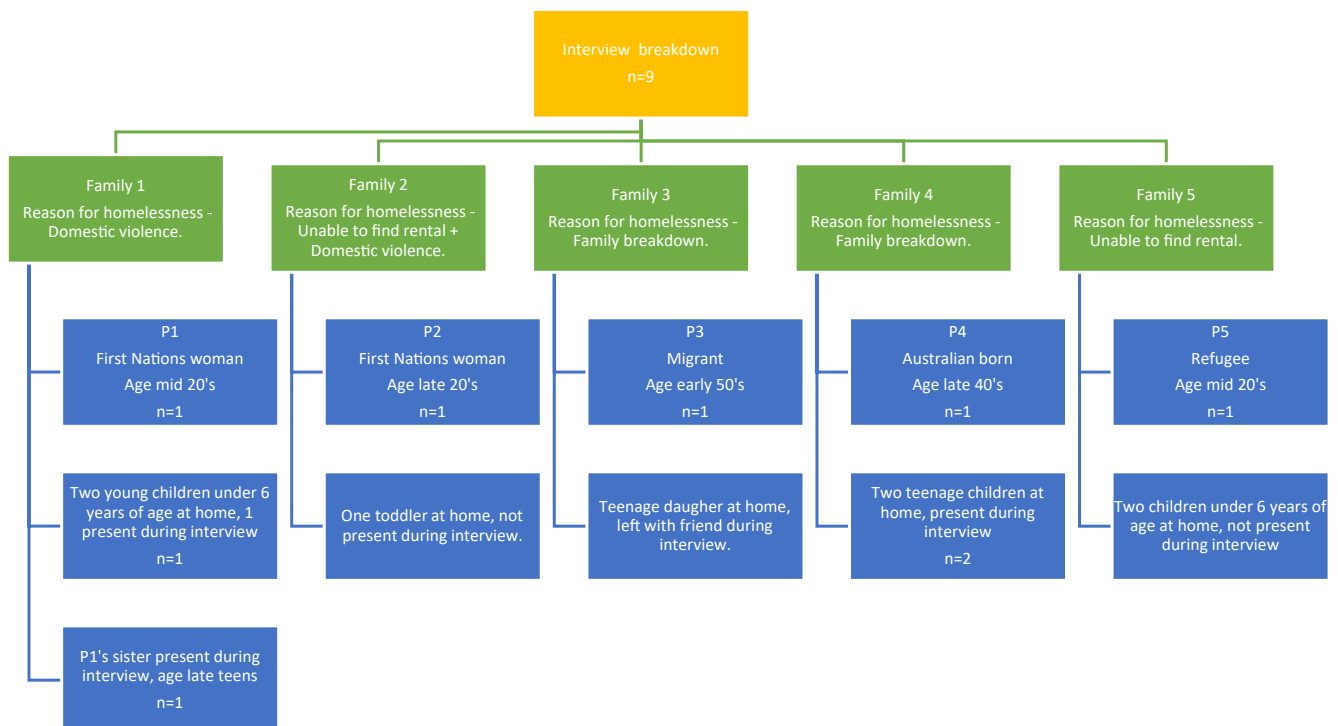 Interview breakdown
n=9
Family 1
Reason for homelessness -
Domestic violence.
Family 2
Reason for homelessness -
Unable to find rental +
Domestic violence.
Family 3
Reason for homelessness -
Family breakdown.
Family 4
Reason for homelessness -
Family breakdown.
Family 5
Reason for homelessness -
Unable to find rental.
P1
First Nations woman
Age mid 20's
n=1
P2
First Nations woman
Age late 20's
n=1
P3
Migrant
Age early 50's
n=1
P4
Australian born
Age late 40's
n=1
P5
Refugee
Age mid 20's
n=1
Two young children under 6
years of age at home, 1
present during interview
n=1
One toddler at home, not
present during interview.
Teenage daugher at home,
left with friend during
interview.
Two teenage children at
home, present during
interview
n=2
Two children under 6 years of
age at home, not present
during interview
P1's sister present during
interview, age late teens
n=1